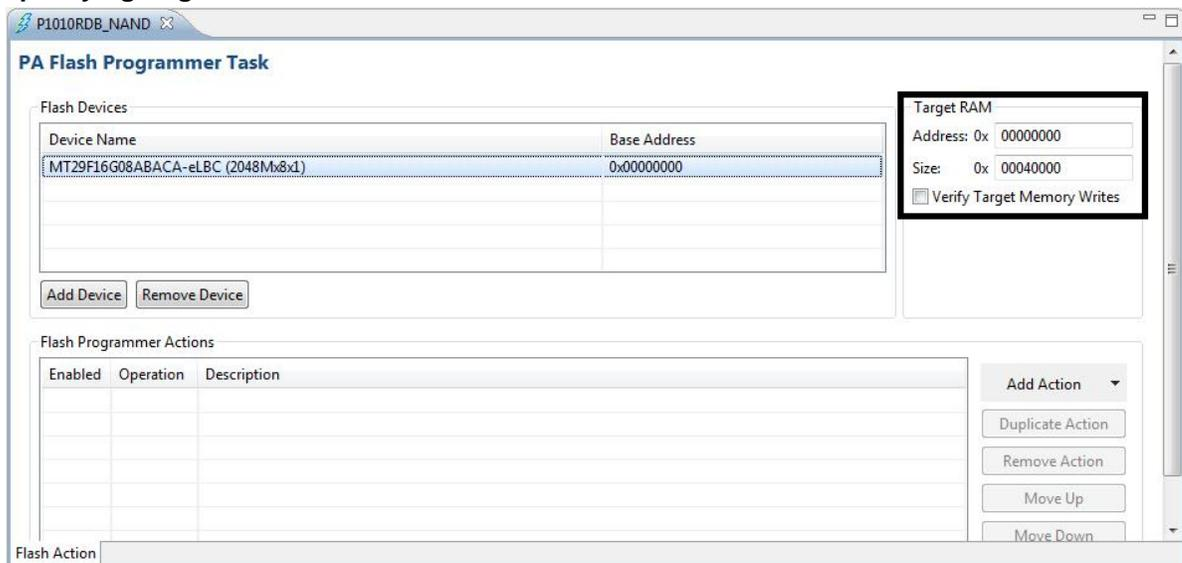 P1010RDB_NAND
PA Flash Programmer Task
Flash Devices
Device Name Base Address
MT29F16G08ABACA-eLBC (2048Mx8x1) 0x00000000
Add Device Remove Device
Target RAM
Address: 0x 00000000
Size: 0x 00040000
Verify Target Memory Writes
Flash Programmer Actions
Enabled Operation Description
Add Action
Duplicate Action
Remove Action
Move Up
Move Down
Flash Action